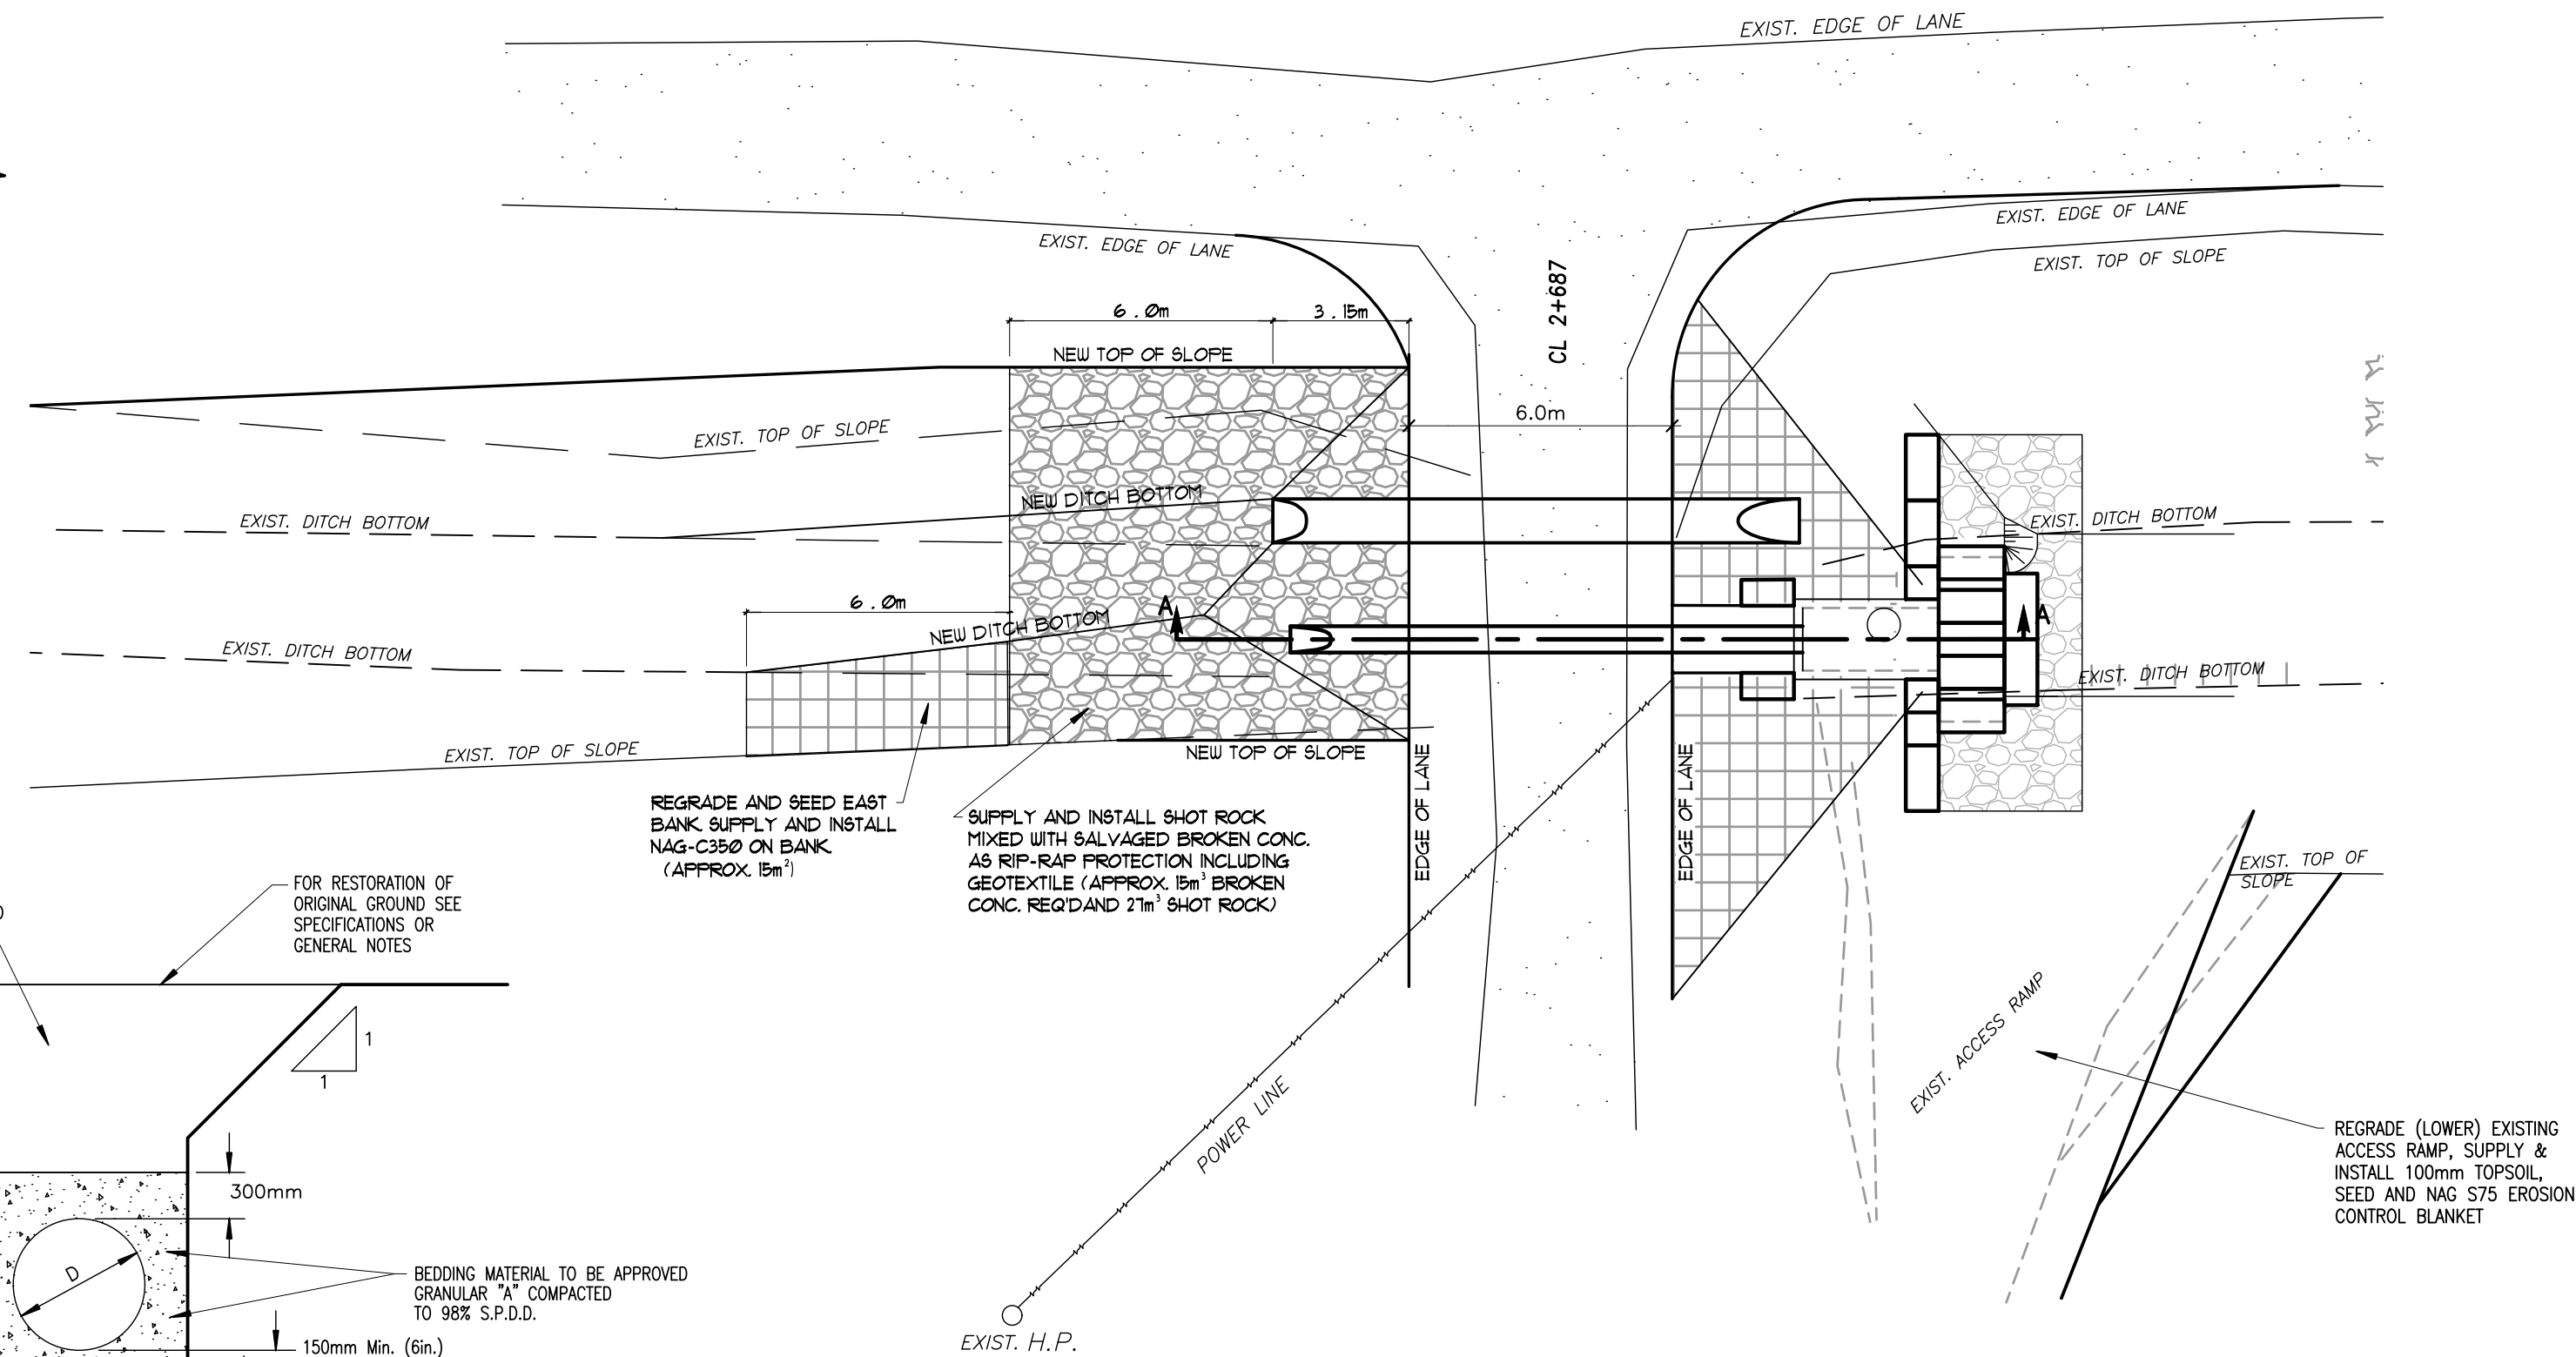 EXIST. EDGE OF LANE
EXIST. EDGE OF LANE
EXIST. EDGE OF LANE
EXIST. TOP OF SLOPE
CL 2+687
6.0m
3.15m
NEW TOP OF SLOPE
6.0m
EXIST. TOP OF SLOPE
NEW DITCH BOTTOM
EXIST. DITCH BOTTOM
EXIST. DITCH BOTTOM
6.0m
A
A
NEW DITCH BOTTOM
EXIST. DITCH BOTTOM
EXIST. DITCH BOTTOM
EXIST. TOP OF SLOPE
NEW TOP OF SLOPE
EDGE OF LANE
EDGE OF LANE
REGRADE AND SEED EAST
BANK. SUPPLY AND INSTALL
NAG-C350 ON BANK.
(APPROX. 15m²)
SUPPLY AND INSTALL SHOT ROCK
MIXED WITH SALVAGED BROKEN CONC.
AS RIP-RAP PROTECTION INCLUDING
GEOTEXTILE (APPROX. 15m³ BROKEN
CONC. REQ'DAND 27m³ SHOT ROCK)
EXIST. TOP OF
SLOPE
FOR RESTORATION OF
ORIGINAL GROUND SEE
SPECIFICATIONS OR
GENERAL NOTES
1
1
EXIST. ACCESS RAMP
POWER LINE
REGRADE (LOWER) EXISTING
ACCESS RAMP, SUPPLY &
INSTALL 100mm TOPSOIL,
SEED AND NAG S75 EROSION
CONTROL BLANKET
300mm
D
BEDDING MATERIAL TO BE APPROVED
GRANULAR "A" COMPACTED
TO 98% S.P.D.D.
150mm Min. (6in.)
EXIST. H.P.